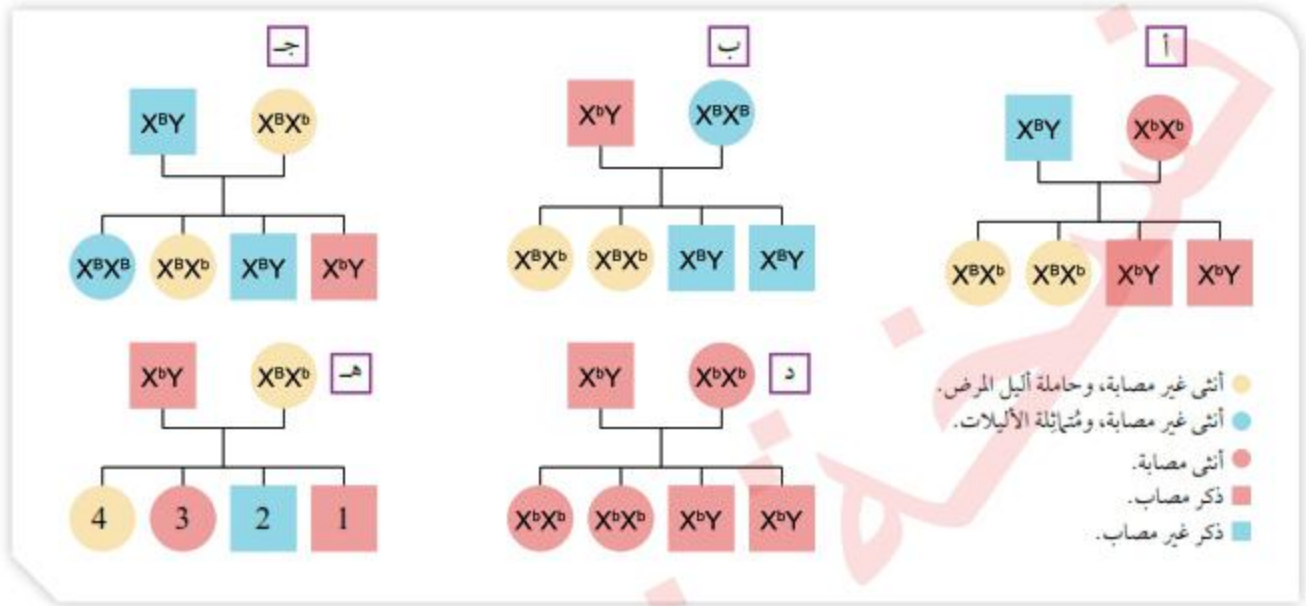 أ
XᴮY XᵇXᵇ
XᴮXᵇ XᴮXᵇ XᵇY XᵇY
ب
XᵇY XᴮXᴮ
XᴮXᵇ XᴮXᵇ XᴮY XᴮY
جـ
XᴮY XᴮXᵇ
XᴮXᴮ XᴮXᵇ XᴮY XᵇY
أنثى غير مصابة، وحاملة أليل المرض.
أنثى غير مصابة، ومُتماثِلة الأليلات.
أنثى مصابة.
ذكر مصاب.
ذكر غير مصاب.
د
XᵇY XᵇXᵇ
XᵇXᵇ XᵇXᵇ XᵇY XᵇY
هـ
XᵇY XᴮXᵇ
4 3 2 1